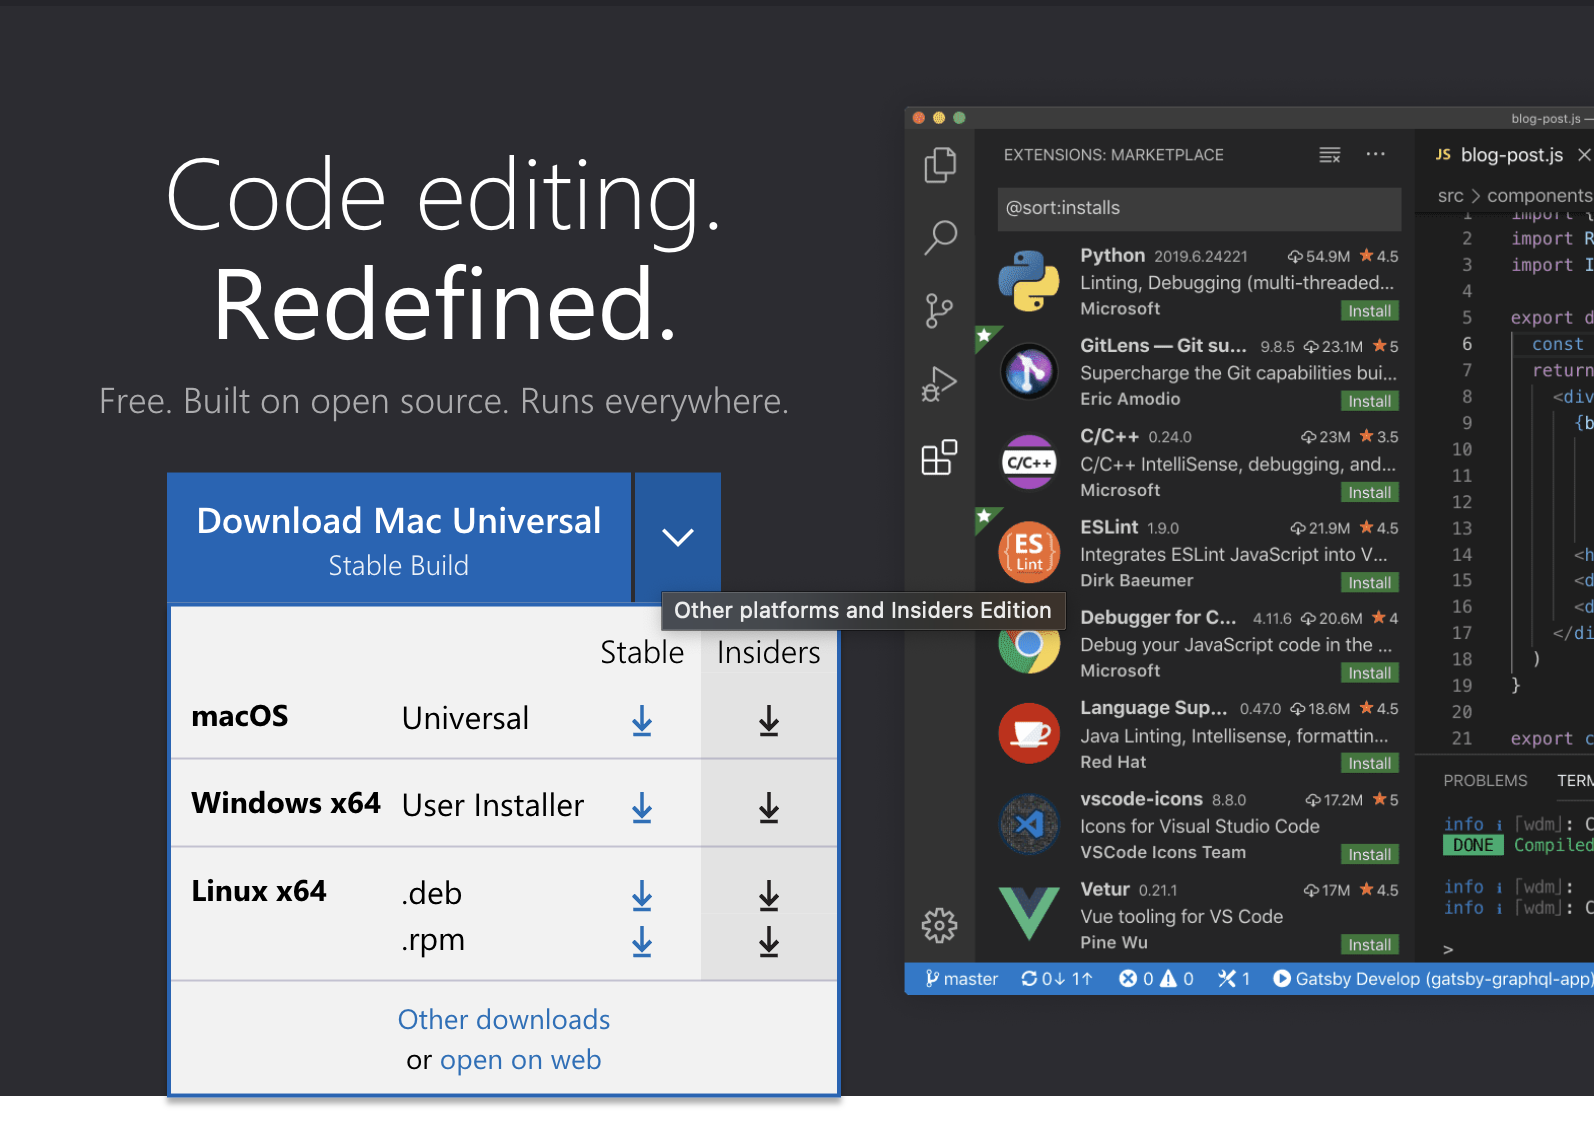 Code editing.
Redefined.
Free. Built on open source. Runs everywhere.
Download Mac Universal
Stable Build
Other platforms and Insiders Edition
Stable Insiders
macOS Universal
Windows x64 User Installer
Linux x64 .deb
.rpm
Other downloads
or open on web
blog-post.js —
EXTENSIONS: MARKETPLACE
@sort:installs
Python 2019.6.24221 54.9M 4.5
Linting, Debugging (multi-threaded...
Microsoft Install
GitLens — Git su... 9.8.5 23.1M 5
Supercharge the Git capabilities bui...
Eric Amodio Install
C/C++
C/C++ 0.24.0 23M 3.5
C/C++ IntelliSense, debugging, and...
Microsoft Install
ES
Lint
ESLint 1.9.0 21.9M 4.5
Integrates ESLint JavaScript into V...
Dirk Baeumer Install
Debugger for C... 4.11.6 20.6M 4
Debug your JavaScript code in the ...
Microsoft Install
Language Sup... 0.47.0 18.6M 4.5
Java Linting, Intellisense, formattin...
Red Hat Install
vscode-icons 8.8.0 17.2M 5
Icons for Visual Studio Code
VSCode Icons Team Install
Vetur 0.21.1 17M 4.5
Vue tooling for VS Code
Pine Wu Install
JS blog-post.js ×
src > components
1 import {
2 import R
3 import I
4
5 export d
6 const
7 return
8 <div
9 {b
10
11
12
13
14 <h
15 <d
16 <d
17 </di
18 )
19 }
20
21 export c
PROBLEMS TERM
info i ⌈wdm⌋: C
DONE Compiled
info i ⌈wdm⌋:
info i ⌈wdm⌋: C
>
master 0↓ 1↑ 0 0 1 Gatsby Develop (gatsby-graphql-app)